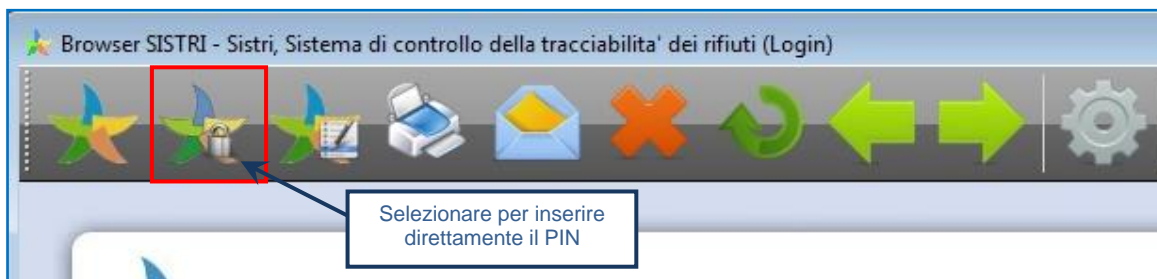 Browser SISTRI - Sistri, Sistema di controllo della tracciabilita' dei rifiuti (Login)
Selezionare per inserire
direttamente il PIN